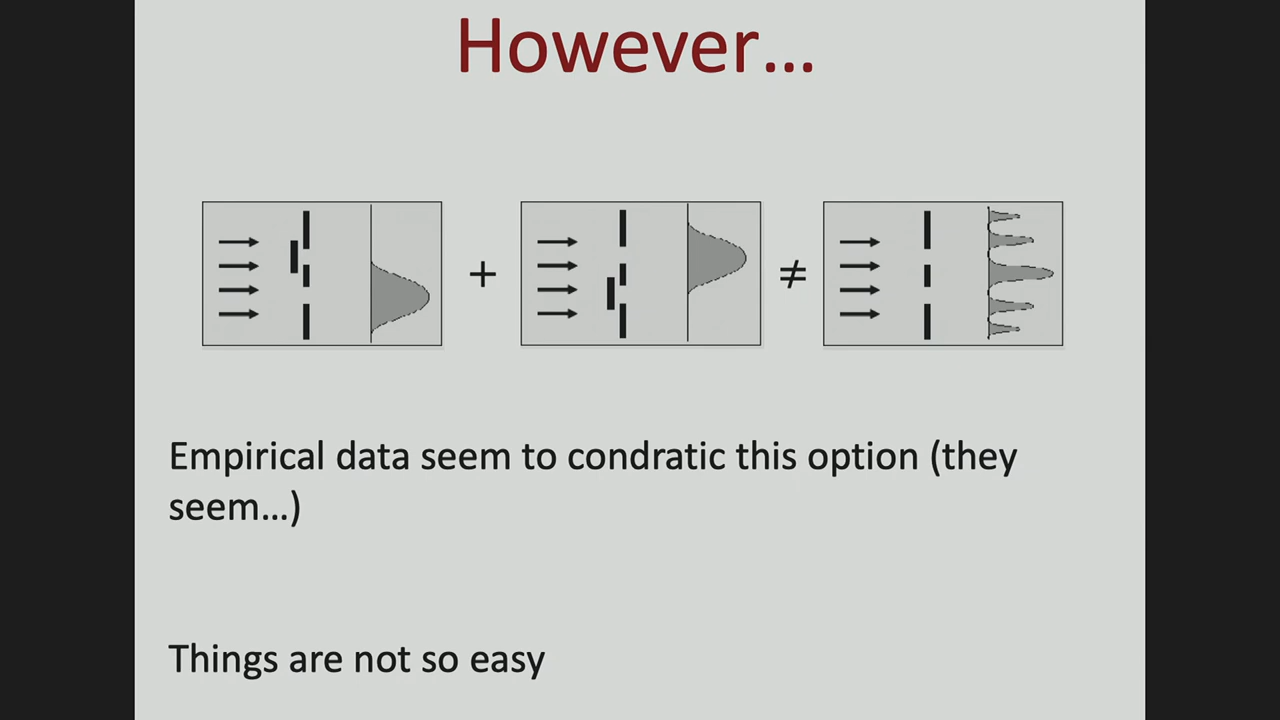 However...
+ ≠
Empirical data seem to condratic this option (they
seem...)
Things are not so easy